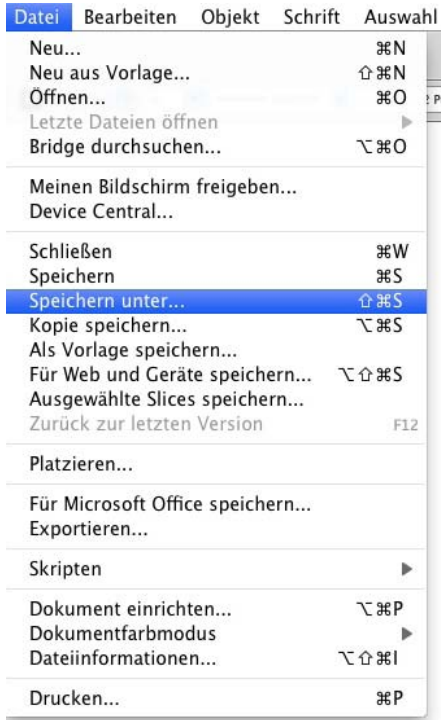 Datei Bearbeiten Objekt Schrift Auswahl
Neu... ⌘N
Neu aus Vorlage... ⇧⌘N
Öffnen... ⌘O
Letzte Dateien öffnen ▶
Bridge durchsuchen... ⌥⌘O
Meinen Bildschirm freigeben...
Device Central...
Schließen ⌘W
Speichern ⌘S
Speichern unter... ⇧⌘S
Kopie speichern... ⌥⌘S
Als Vorlage speichern...
Für Web und Geräte speichern... ⌥⇧⌘S
Ausgewählte Slices speichern...
Zurück zur letzten Version F12
Platzieren...
Für Microsoft Office speichern...
Exportieren...
Skripten ▶
Dokument einrichten... ⌥⌘P
Dokumentfarbmodus ▶
Dateiinformationen... ⌥⇧⌘I
Drucken... ⌘P